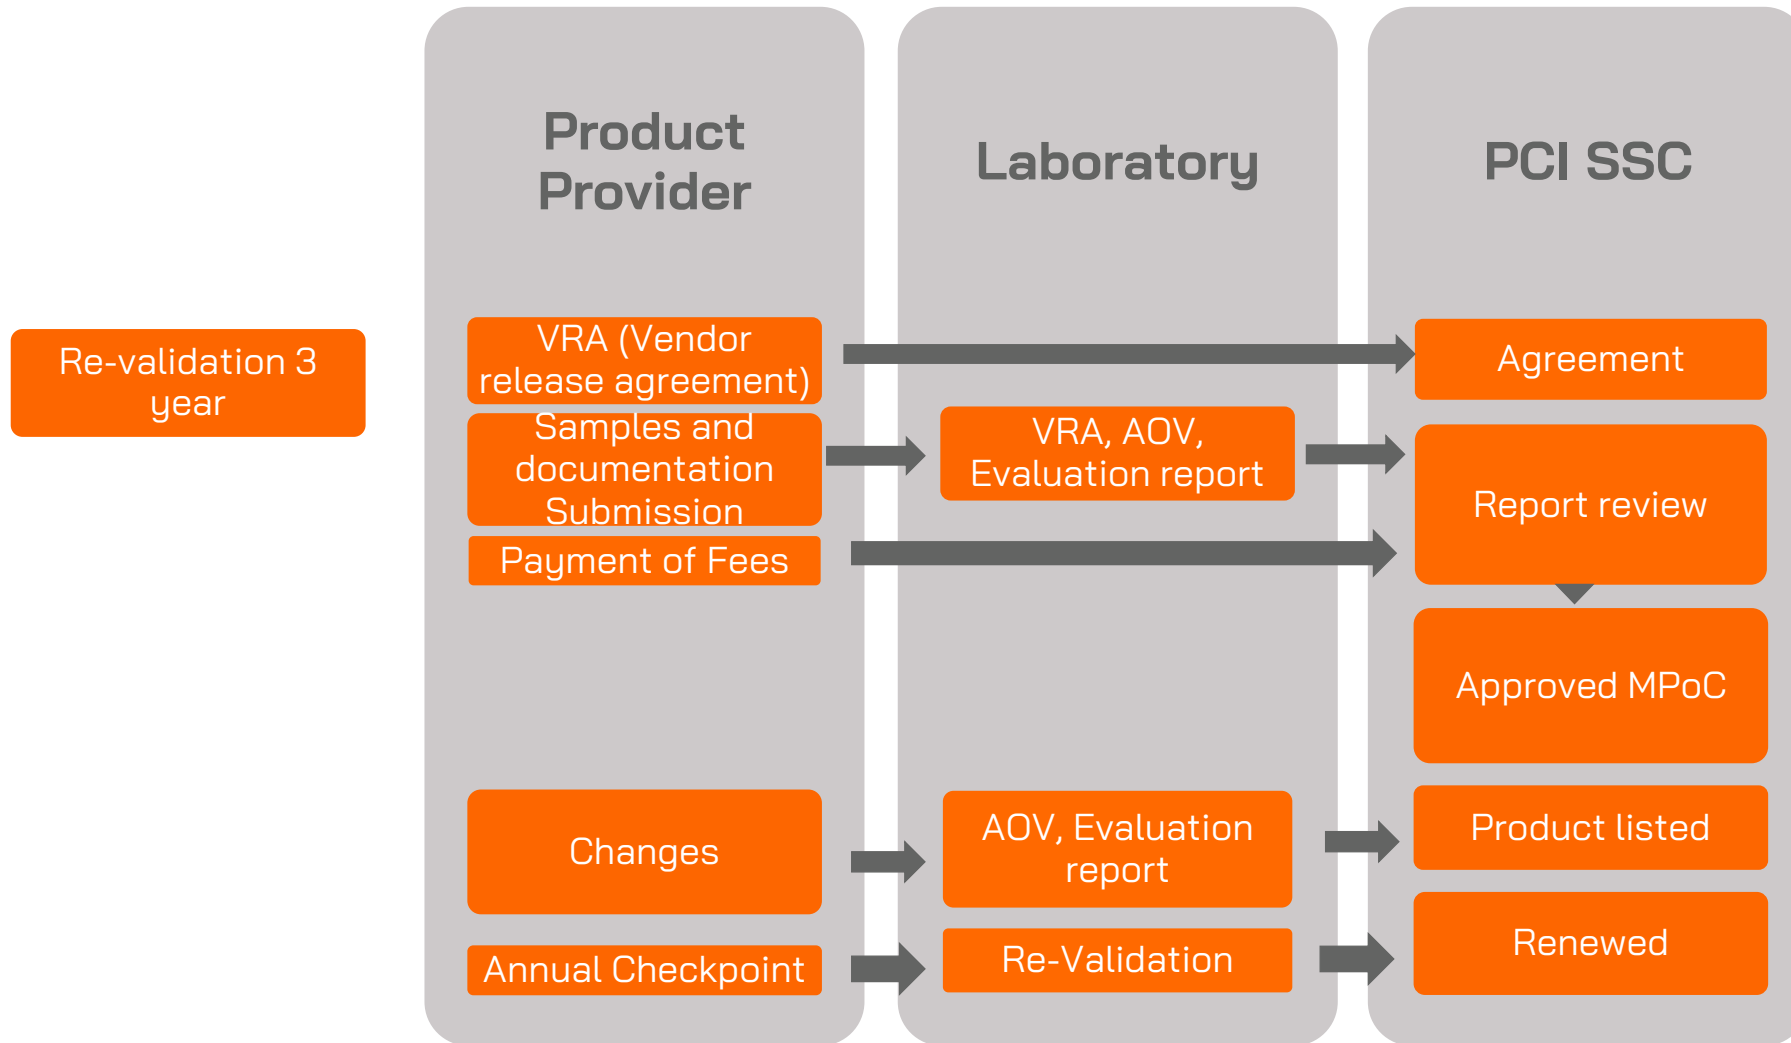 Product
Provider
Laboratory
PCI SSC
Re-validation 3
year
VRA (Vendor
release agreement)
Agreement
Samples and
documentation
Submission
VRA, AOV,
Evaluation report
Report review
Payment of Fees
Approved MPoC
Changes
AOV, Evaluation
report
Product listed
Annual Checkpoint
Re-Validation
Renewed